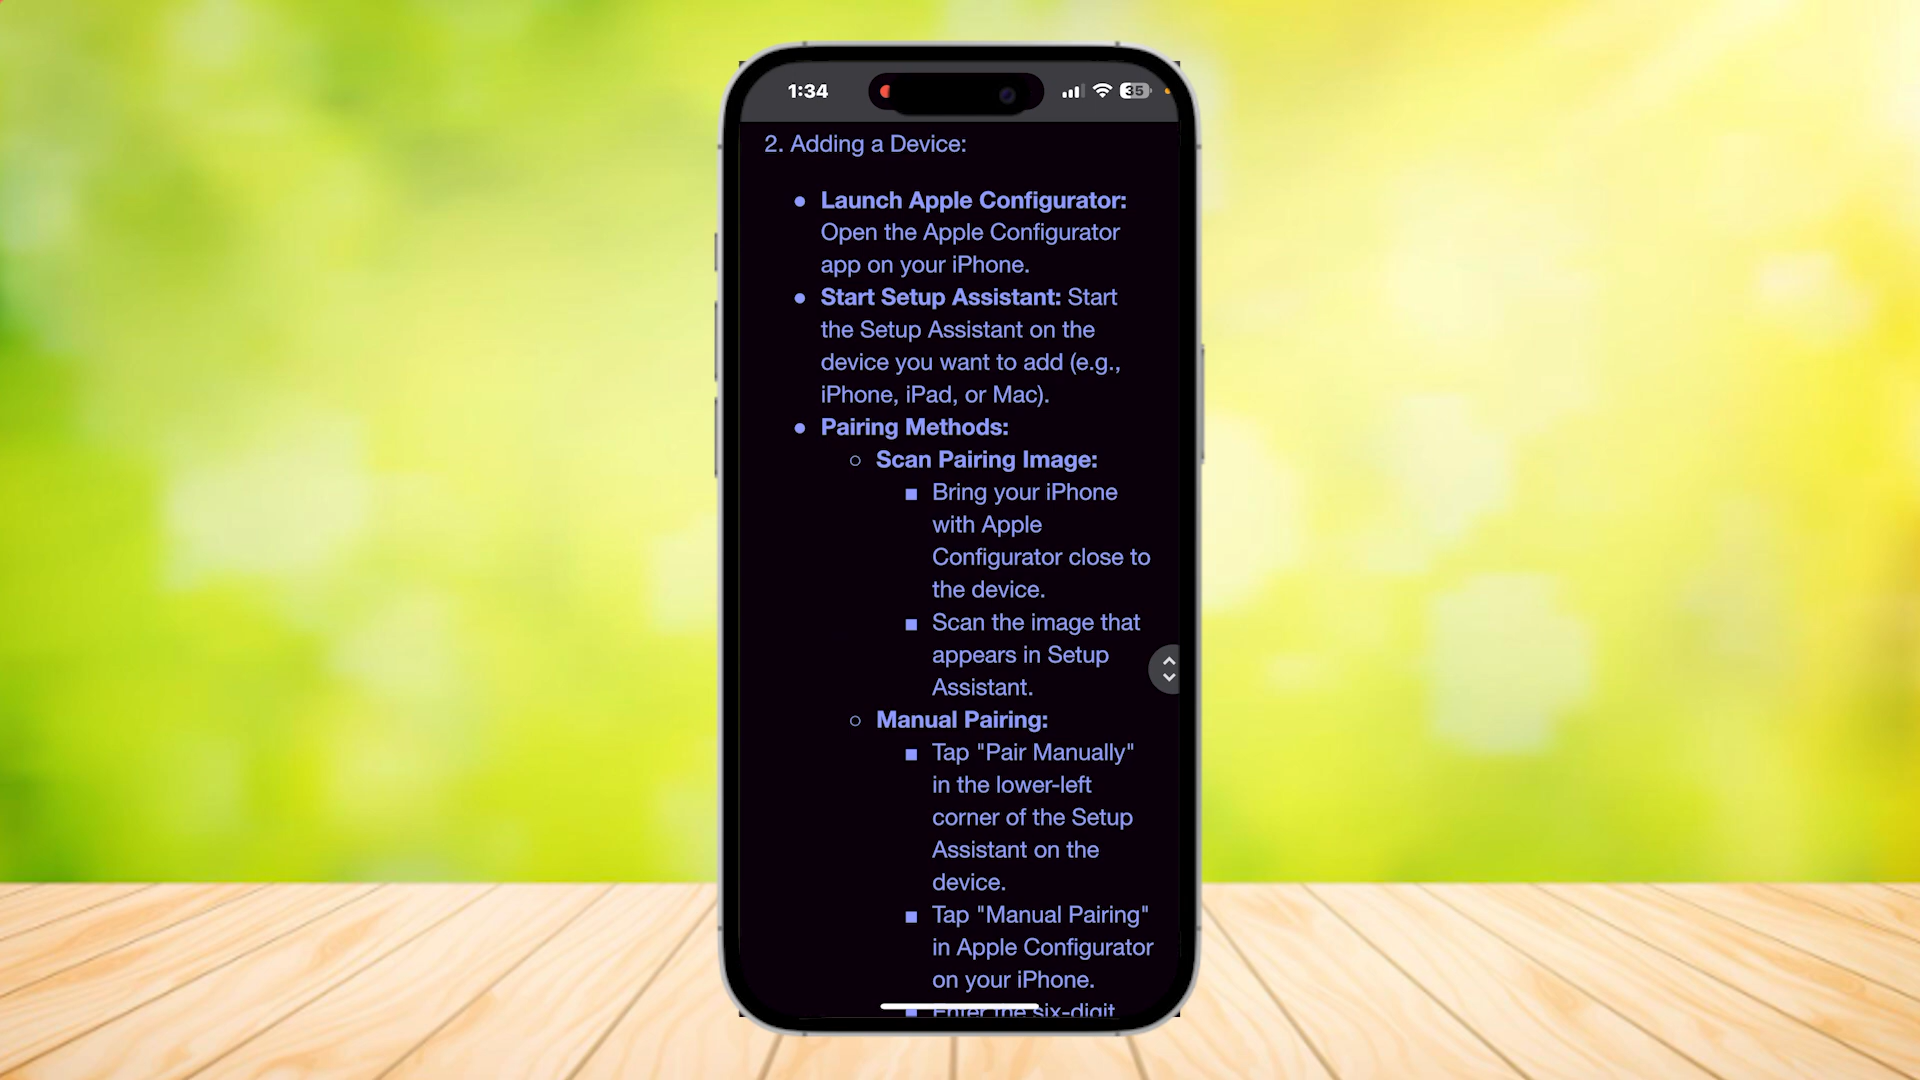 1:34
35
2. Adding a Device:
Launch Apple Configurator:
Open the Apple Configurator
app on your iPhone.
Start Setup Assistant: Start
the Setup Assistant on the
device you want to add (e.g.,
iPhone, iPad, or Mac).
Pairing Methods:
Scan Pairing Image:
Bring your iPhone
with Apple
Configurator close to
the device.
Scan the image that
appears in Setup
Assistant.
Manual Pairing:
Tap "Pair Manually"
in the lower-left
corner of the Setup
Assistant on the
device.
Tap "Manual Pairing"
in Apple Configurator
on your iPhone.
Enter the six-digit